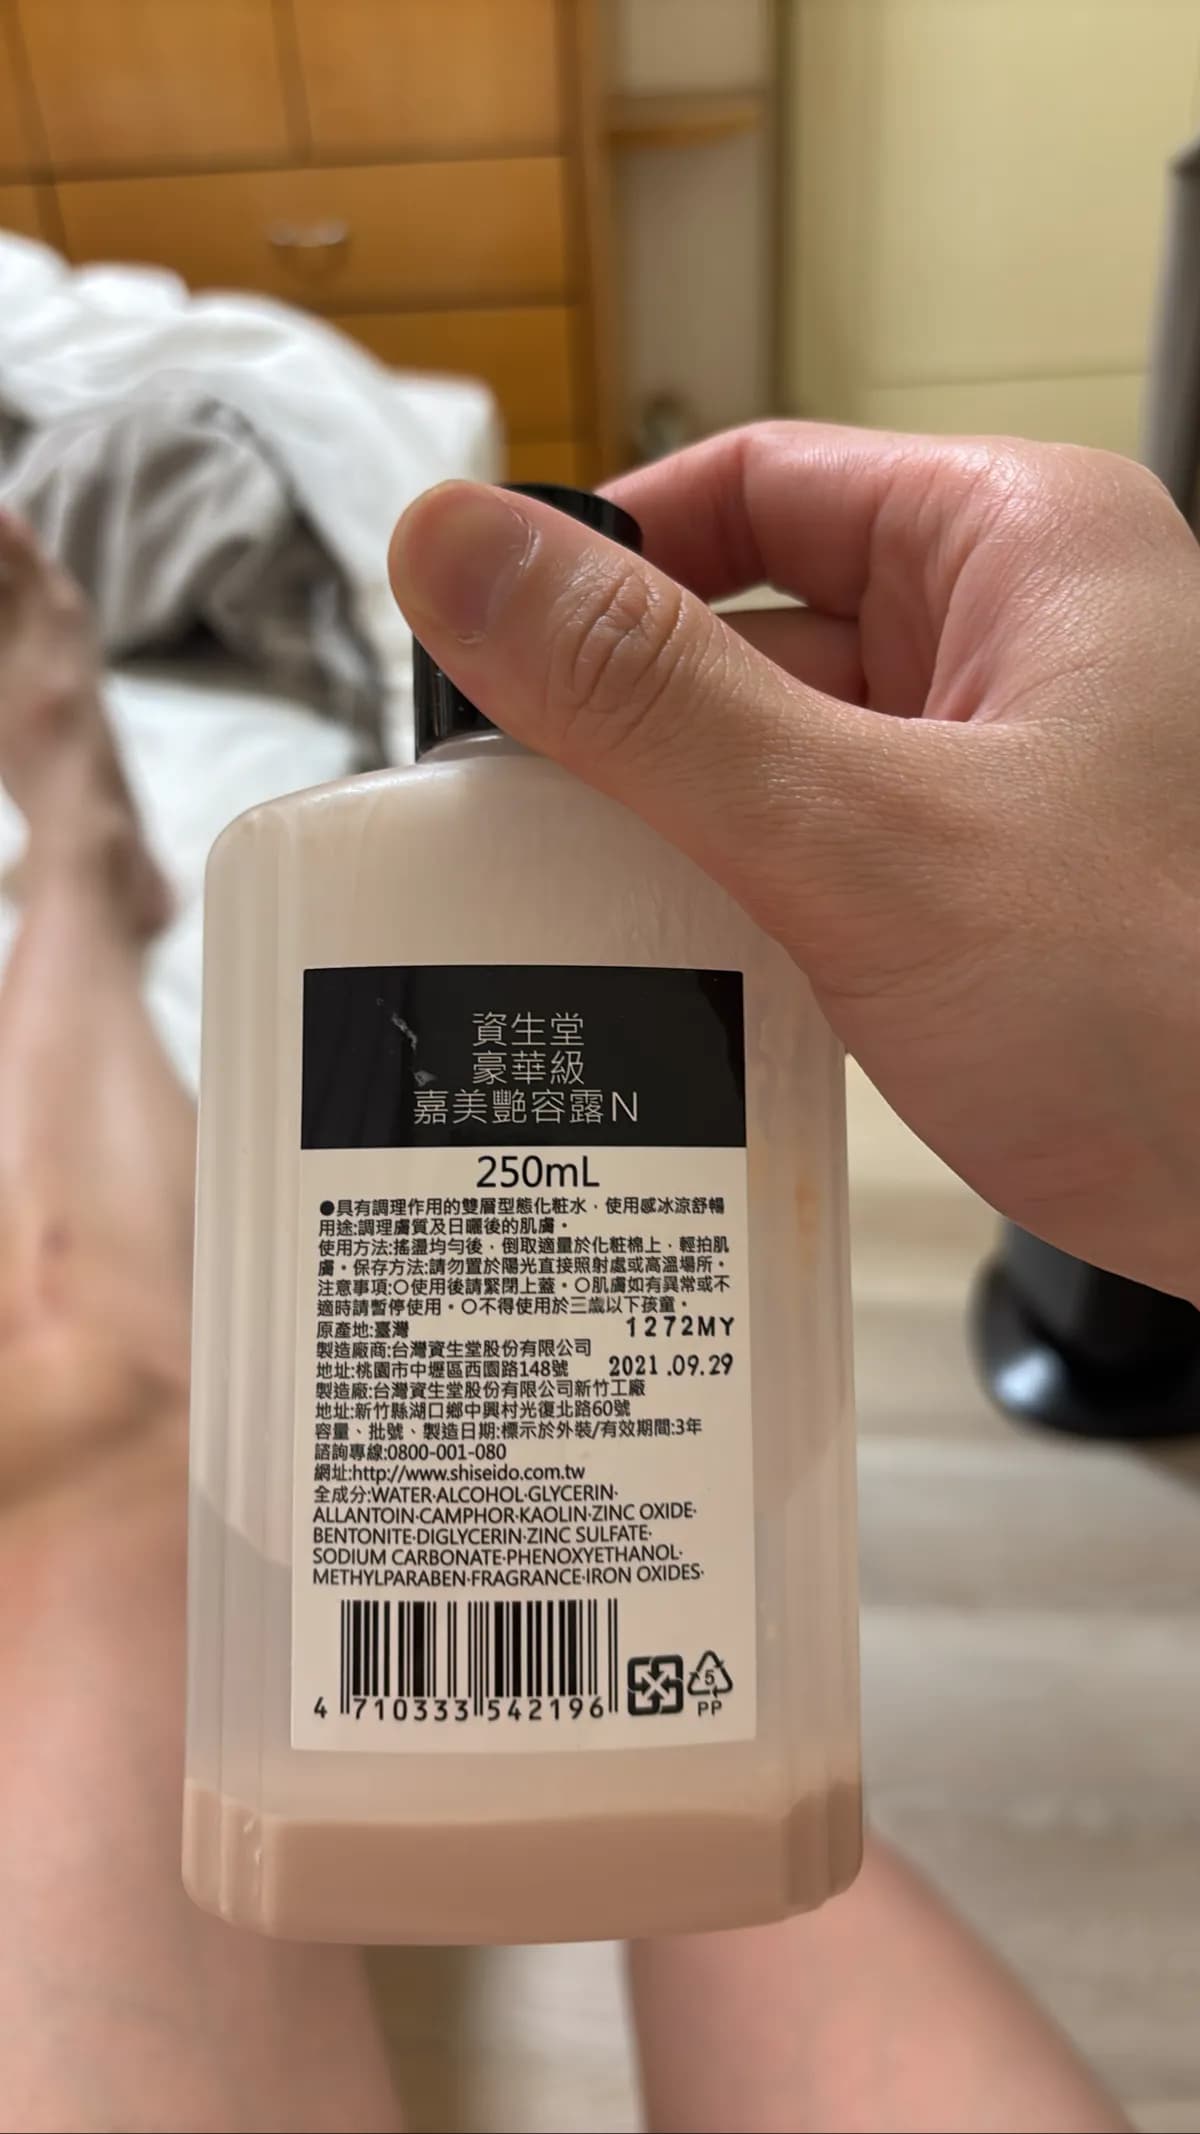 資生堂
豪華級
嘉美艷容露N
250mL
●具有調理作用的雙層型態化粧水，使用感冰涼舒暢
用途:調理膚質及日曬後的肌膚。
使用方法:搖盪均勻後，倒取適量於化粧棉上，輕拍肌
膚。保存方法:請勿置於陽光直接照射處或高溫場所。
注意事項:○使用後請緊閉上蓋。○肌膚如有異常或不
適時請暫停使用。○不得使用於三歲以下孩童。
原產地:臺灣 1272MY
製造廠商:台灣資生堂股份有限公司
地址:桃園市中壢區西園路148號 2021.09.29
製造廠:台灣資生堂股份有限公司新竹工廠
地址:新竹縣湖口鄉中興村光復北路60號
容量、批號、製造日期:標示於外裝/有效期間:3年
諮詢專線:0800-001-080
網址:http://www.shiseido.com.tw
全成分:WATER·ALCOHOL·GLYCERIN·
ALLANTOIN·CAMPHOR·KAOLIN·ZINC OXIDE·
BENTONITE·DIGLYCERIN·ZINC SULFATE·
SODIUM CARBONATE·PHENOXYETHANOL·
METHYLPARABEN·FRAGRANCE·IRON OXIDES·
4 710333 542196
5
PP